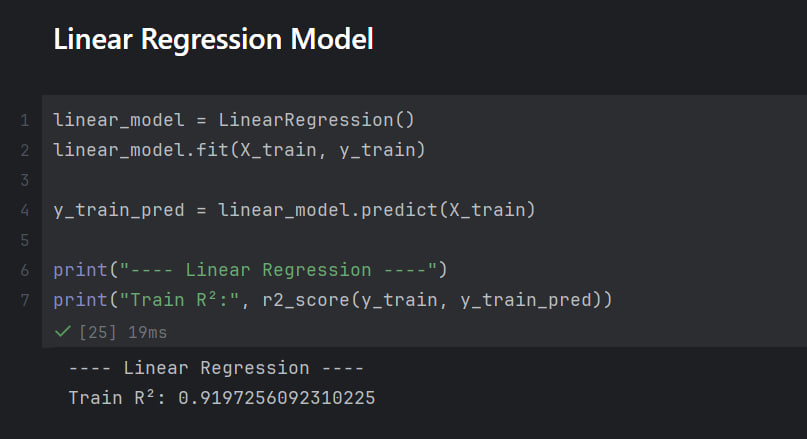 Linear Regression Model
1 linear_model = LinearRegression()
2 linear_model.fit(X_train, y_train)
3
4 y_train_pred = linear_model.predict(X_train)
5
6 print("---- Linear Regression ----")
7 print("Train R²:", r2_score(y_train, y_train_pred))
✓ [25] 19ms
---- Linear Regression ----
Train R²: 0.9197256092310225